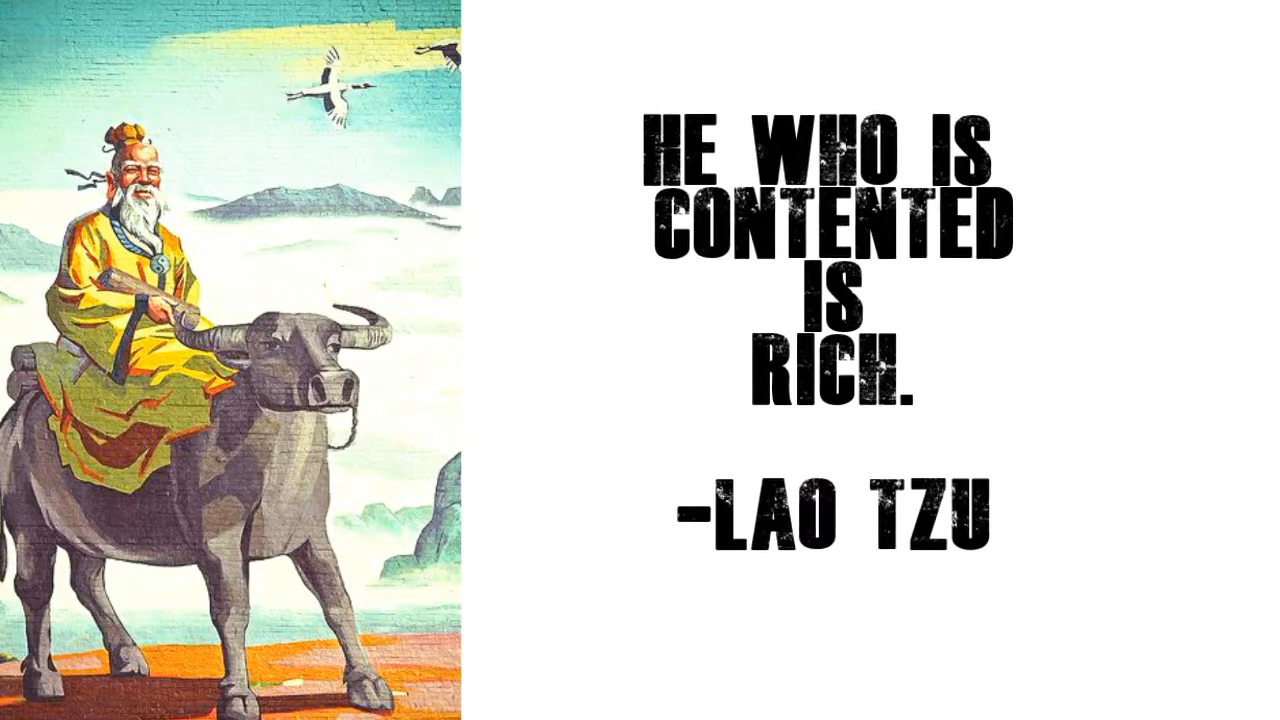 HE WHO IS
CONTENTED
IS
RICH.
-LAO TZU